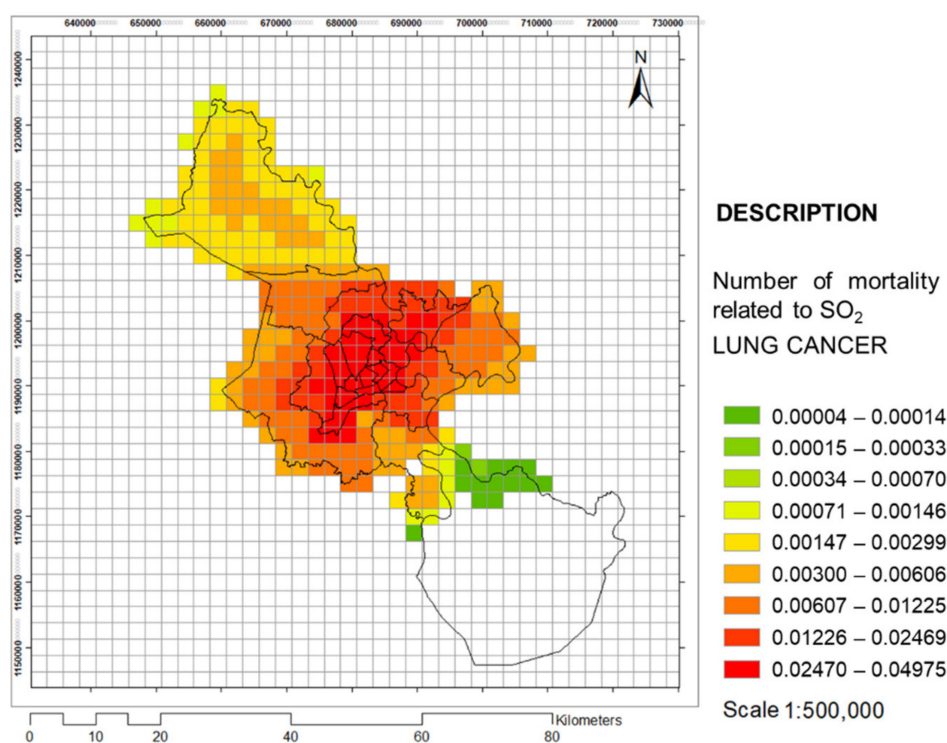 640000 650000 660000 670000 680000 690000 700000 710000 720000 730000
1240000
1230000
1220000
1210000
1200000
1190000
1180000
1170000
1160000
1150000
N
0 10 20 40 60 80
Kilometers
DESCRIPTION
Number of mortality
related to SO₂
LUNG CANCER
0.00004 – 0.00014
0.00015 – 0.00033
0.00034 – 0.00070
0.00071 – 0.00146
0.00147 – 0.00299
0.00300 – 0.00606
0.00607 – 0.01225
0.01226 – 0.02469
0.02470 – 0.04975
Scale 1:500,000